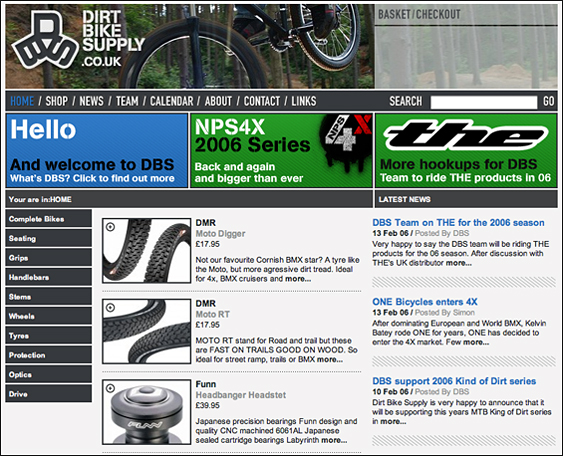 DIRT
BIKE
SUPPLY
.CO.UK
DBS
BASKET/CHECKOUT
HOME / SHOP / NEWS / TEAM / CALENDAR / ABOUT / CONTACT / LINKS
SEARCH GO
Hello
And welcome to DBS
What's DBS? Click to find out more
NPS4X
2006 Series
Back and again
and bigger than ever
NPS
4X
the
More hookups for DBS
Team to ride THE products in 06
Your are in:HOME
LATEST NEWS
Complete Bikes
Seating
Grips
Handlebars
Stems
Wheels
Tyres
Protection
Optics
Drive
DMR
Moto Digger
£17.95
Not our favourite Cornish BMX star? A tyre like
the Moto, but more agressive dirt tread. Ideal
for 4x, BMX cruisers and more...
DMR
Moto RT
£17.95
MOTO RT stant for Road and trail but these
are FAST ON TRAILS GOOD ON WOOD. So
ideal for street ramp, trails or BMX more...
Funn
Headbanger Headstet
£39.95
Japanese precision bearings Funn design and
quality CNC machined 6061AL Japanese
sealed cartridge bearings Labyrinth more...
FUNN
DBS Team on THE for the 2006 season
13 Feb 06 / Posted By DBS
Very happy to say the DBS team will be riding THE
products for the 06 season. After discussion with
THE's UK distributor more...
ONE Bicycles enters 4X
13 Feb 06 / Posted By Simon
After dominating European and World BMX, Kelvin
Batey rode ONE for years, ONE has decided to
enter the 4X market. Few more...
DBS support 2006 Kind of Dirt series
10 Feb 06 / Posted By DBS
Dirt Bike Supply is very happy to announce that it
will be supporting this years MTB King of Dirt series
in more...